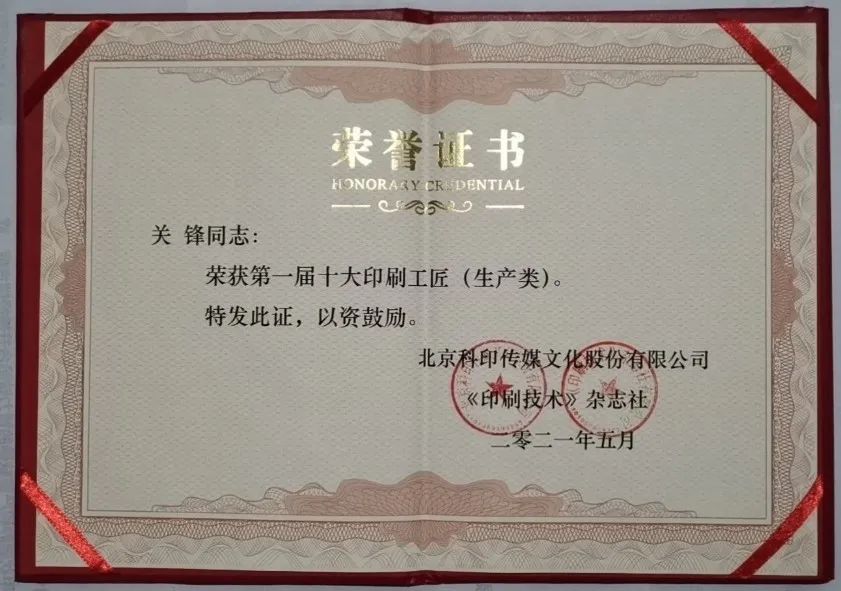 荣誉证书
HONORARY CREDENTIAL
关 锋同志：
荣获第一届十大印刷工匠（生产类）。
特发此证，以资鼓励。
北京科印传媒文化股份有限公司
《印刷技术》杂志社
二零二一年五月